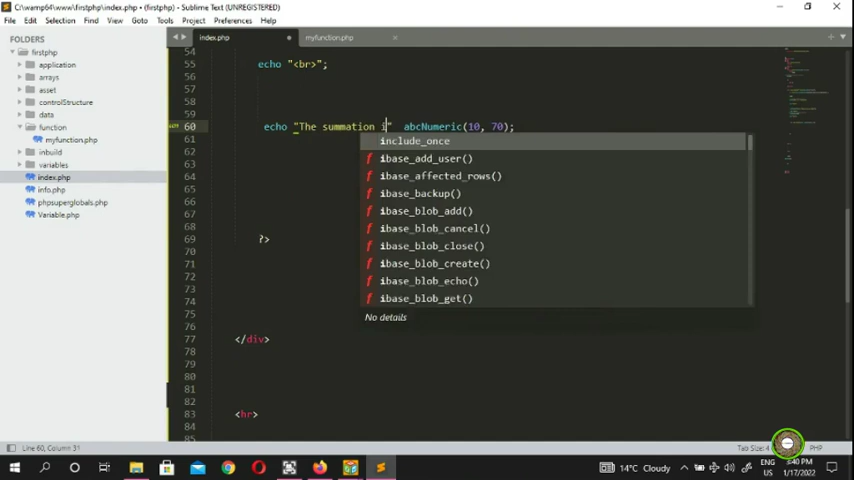 C:\wamp64\www\firstphp\index.php • (firstphp) - Sublime Text (UNREGISTERED)
File Edit Selection Find View Goto Tools Project Preferences Help
FOLDERS
firstphp
application
arrays
asset
controlStructure
data
function
myfunction.php
inbuild
variables
index.php
info.php
phpsuperglobals.php
Variable.php
index.php
myfunction.php
54
55 echo "<br>";
56
57
58
59
60 echo "The summation i" abcNumeric(10, 70);
61
62
63
64
65
66
67
68
69 ?>
70
71
72
73
74
75
76
77 </div>
78
79
80
81
82
83 <hr>
84
85
include_once
f ibase_add_user()
f ibase_affected_rows()
f ibase_backup()
f ibase_blob_add()
f ibase_blob_cancel()
f ibase_blob_close()
f ibase_blob_create()
f ibase_blob_echo()
f ibase_blob_get()
No details
Line 60, Column 31
Tab Size: 4
PHP
14°C Cloudy
ENG
US
3:40 PM
1/17/2022